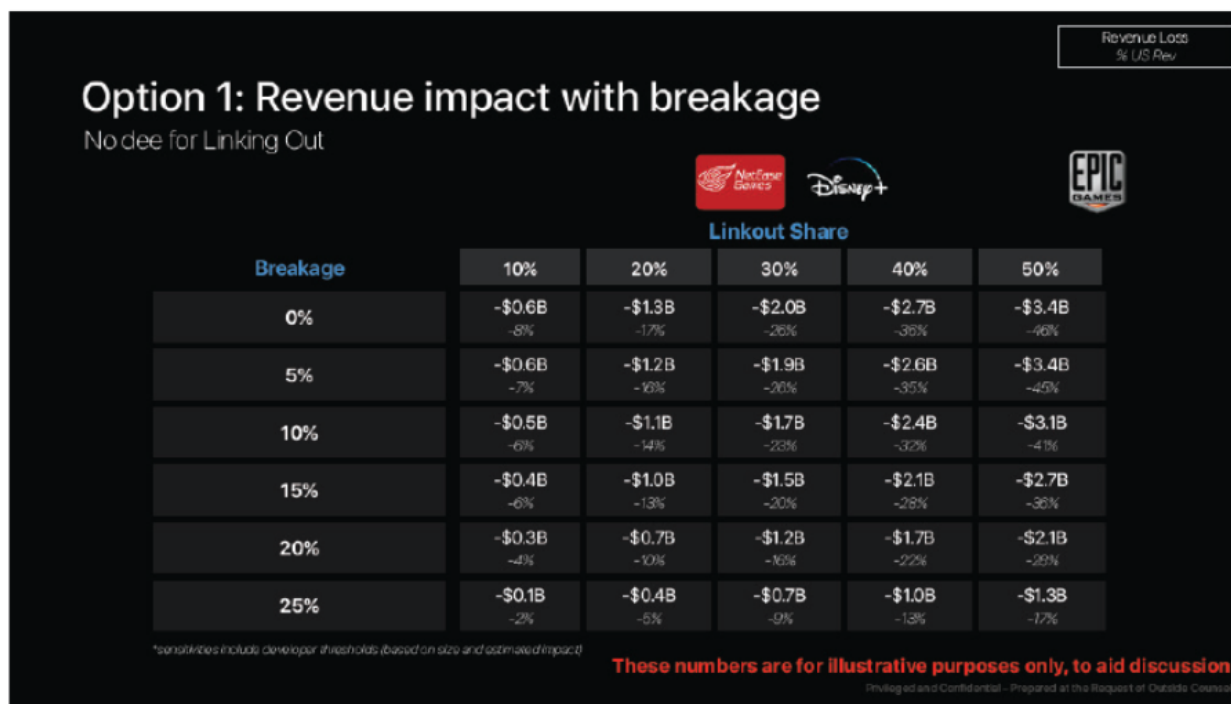 Revenue Loss
% US Rev
Option 1: Revenue impact with breakage
No dee for Linking Out
NetEase
Games
Disney+
EPIC
GAMES
Linkout Share
Breakage 10% 20% 30% 40% 50%
0% -$0.6B -$1.3B -$2.0B -$2.7B -$3.4B
-8% -17% -26% -36% -46%
5% -$0.6B -$1.2B -$1.9B -$2.6B -$3.4B
-7% -16% -26% -35% -45%
10% -$0.5B -$1.1B -$1.7B -$2.4B -$3.1B
-6% -14% -23% -32% -41%
15% -$0.4B -$1.0B -$1.5B -$2.1B -$2.7B
-6% -13% -20% -28% -36%
20% -$0.3B -$0.7B -$1.2B -$1.7B -$2.1B
-4% -10% -16% -22% -28%
25% -$0.1B -$0.4B -$0.7B -$1.0B -$1.3B
-2% -5% -9% -13% -17%
*sensitivities include developer thresholds (based on size and estimated impact)
These numbers are for illustrative purposes only, to aid discussion
Privileged and Confidential - Prepared at the Request of Outside Counse